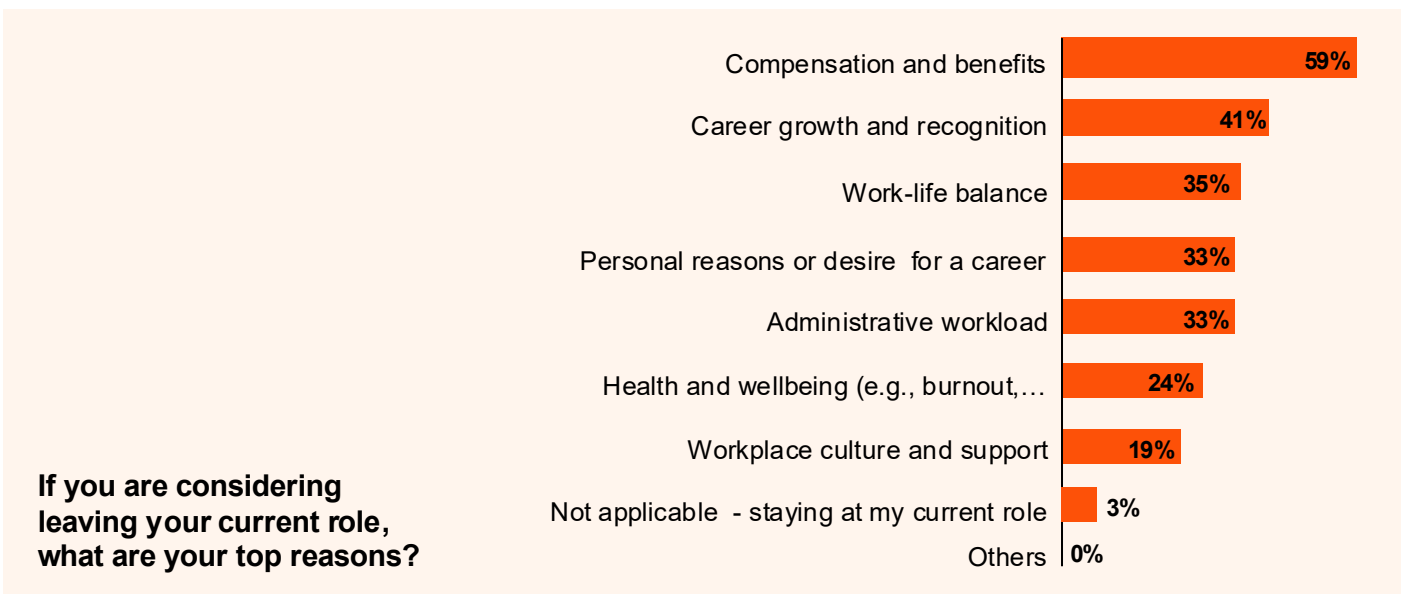 Compensation and benefits 59%
Career growth and recognition 41%
Work-life balance 35%
Personal reasons or desire for a career 33%
Administrative workload 33%
Health and wellbeing (e.g., burnout,… 24%
Workplace culture and support 19%
Not applicable - staying at my current role 3%
Others 0%
If you are considering
leaving your current role,
what are your top reasons?